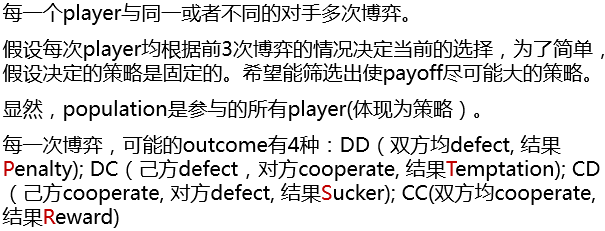 每一个player与同一或者不同的对手多次博弈。
假设每次player均根据前3次博弈的情况决定当前的选择，为了简单，
假设决定的策略是固定的。希望能筛选出使payoff尽可能大的策略。
显然，population是参与的所有player(体现为策略）。
每一次博弈，可能的outcome有4种：DD（双方均defect, 结果
Penalty); DC（己方defect，对方cooperate, 结果Temptation); CD
（己方cooperate, 对方defect, 结果Sucker); CC(双方均cooperate,
结果Reward)